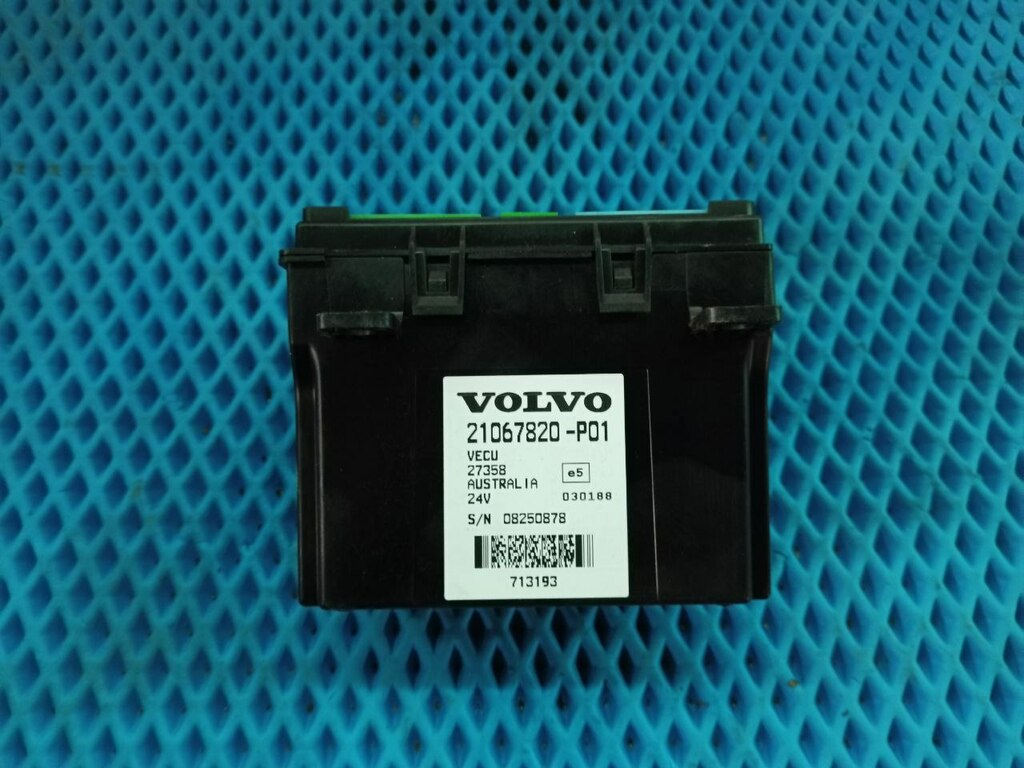 VOLVO
21067820-P01
VECU
27358 e5
AUSTRALIA
24V 030188
S/N 08250878
713193